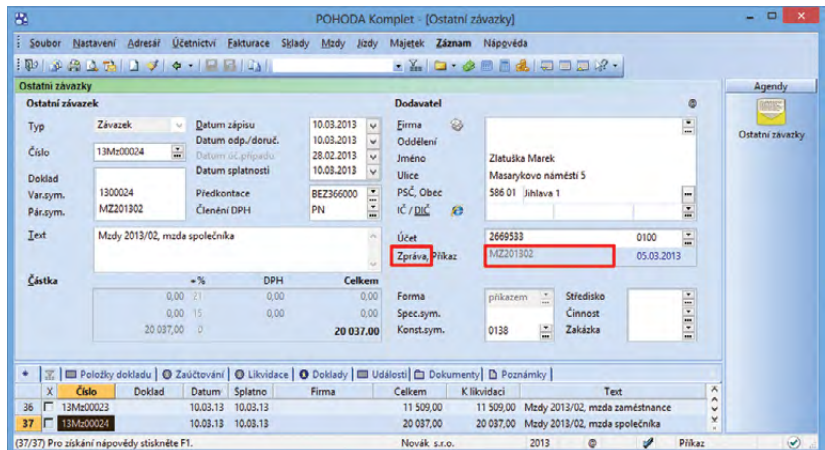 POHODA Komplet - [Ostatní závazky]
Soubor Nastavení Adresář Účetnictví Fakturace Sklady Mzdy Jízdy Majetek Záznam Nápověda
Ostatní závazky
Agendy
Ostatní závazky
Ostatní závazek
Typ Závazek
Číslo 13Mz00024
Doklad
Var.sym. 1300024
Pár.sym. MZ201302
Datum zápisu 10.03.2013
Datum odp./doruč. 10.03.2013
Datum úč.případu 28.02.2013
Datum splatnosti 10.03.2013
Předkontace BEZ366000
Členění DPH PN
Text Mzdy 2013/02, mzda společníka
Částka % DPH Celkem
0,00 21 0,00 0,00
0,00 15 0,00 0,00
20 037,00 0 20 037,00
Dodavatel
Firma
Oddělení
Jméno Zlatuška Marek
Ulice Masarykovo náměstí 5
PSČ, Obec 586 01 Jihlava 1
IČ / DIČ
Účet 2669533 0100
Zpráva, Příkaz MZ201302 05.03.2013
Forma příkazem Středisko
Spec.sym. Činnost
Konst.sym. 0138 Zakázka
Položky dokladu Zaúčtování Likvidace Doklady Události Dokumenty Poznámky
X Číslo Doklad Datum Splatno Firma Celkem K likvidaci Text
36 13Mz00023 10.03.13 10.03.13 11 509,00 11 509,00 Mzdy 2013/02, mzda zaměstnance
37 13Mz00024 10.03.13 10.03.13 20 037,00 20 037,00 Mzdy 2013/02, mzda společníka
(37/37) Pro získání nápovědy stiskněte F1. Novák s.r.o. 2013 @ Příkaz